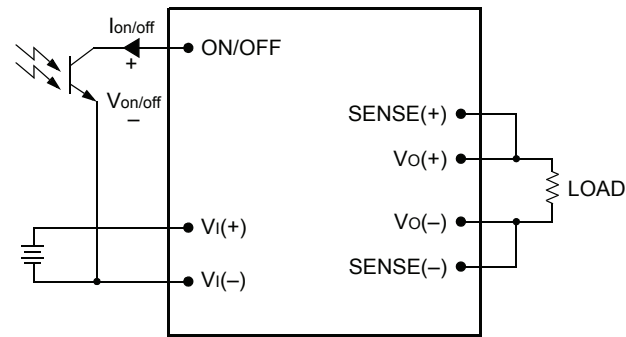 Ion/off
+
ON/OFF
Von/off
–
SENSE(+)
VO(+)
LOAD
VO(–)
SENSE(–)
VI(+)
VI(–)